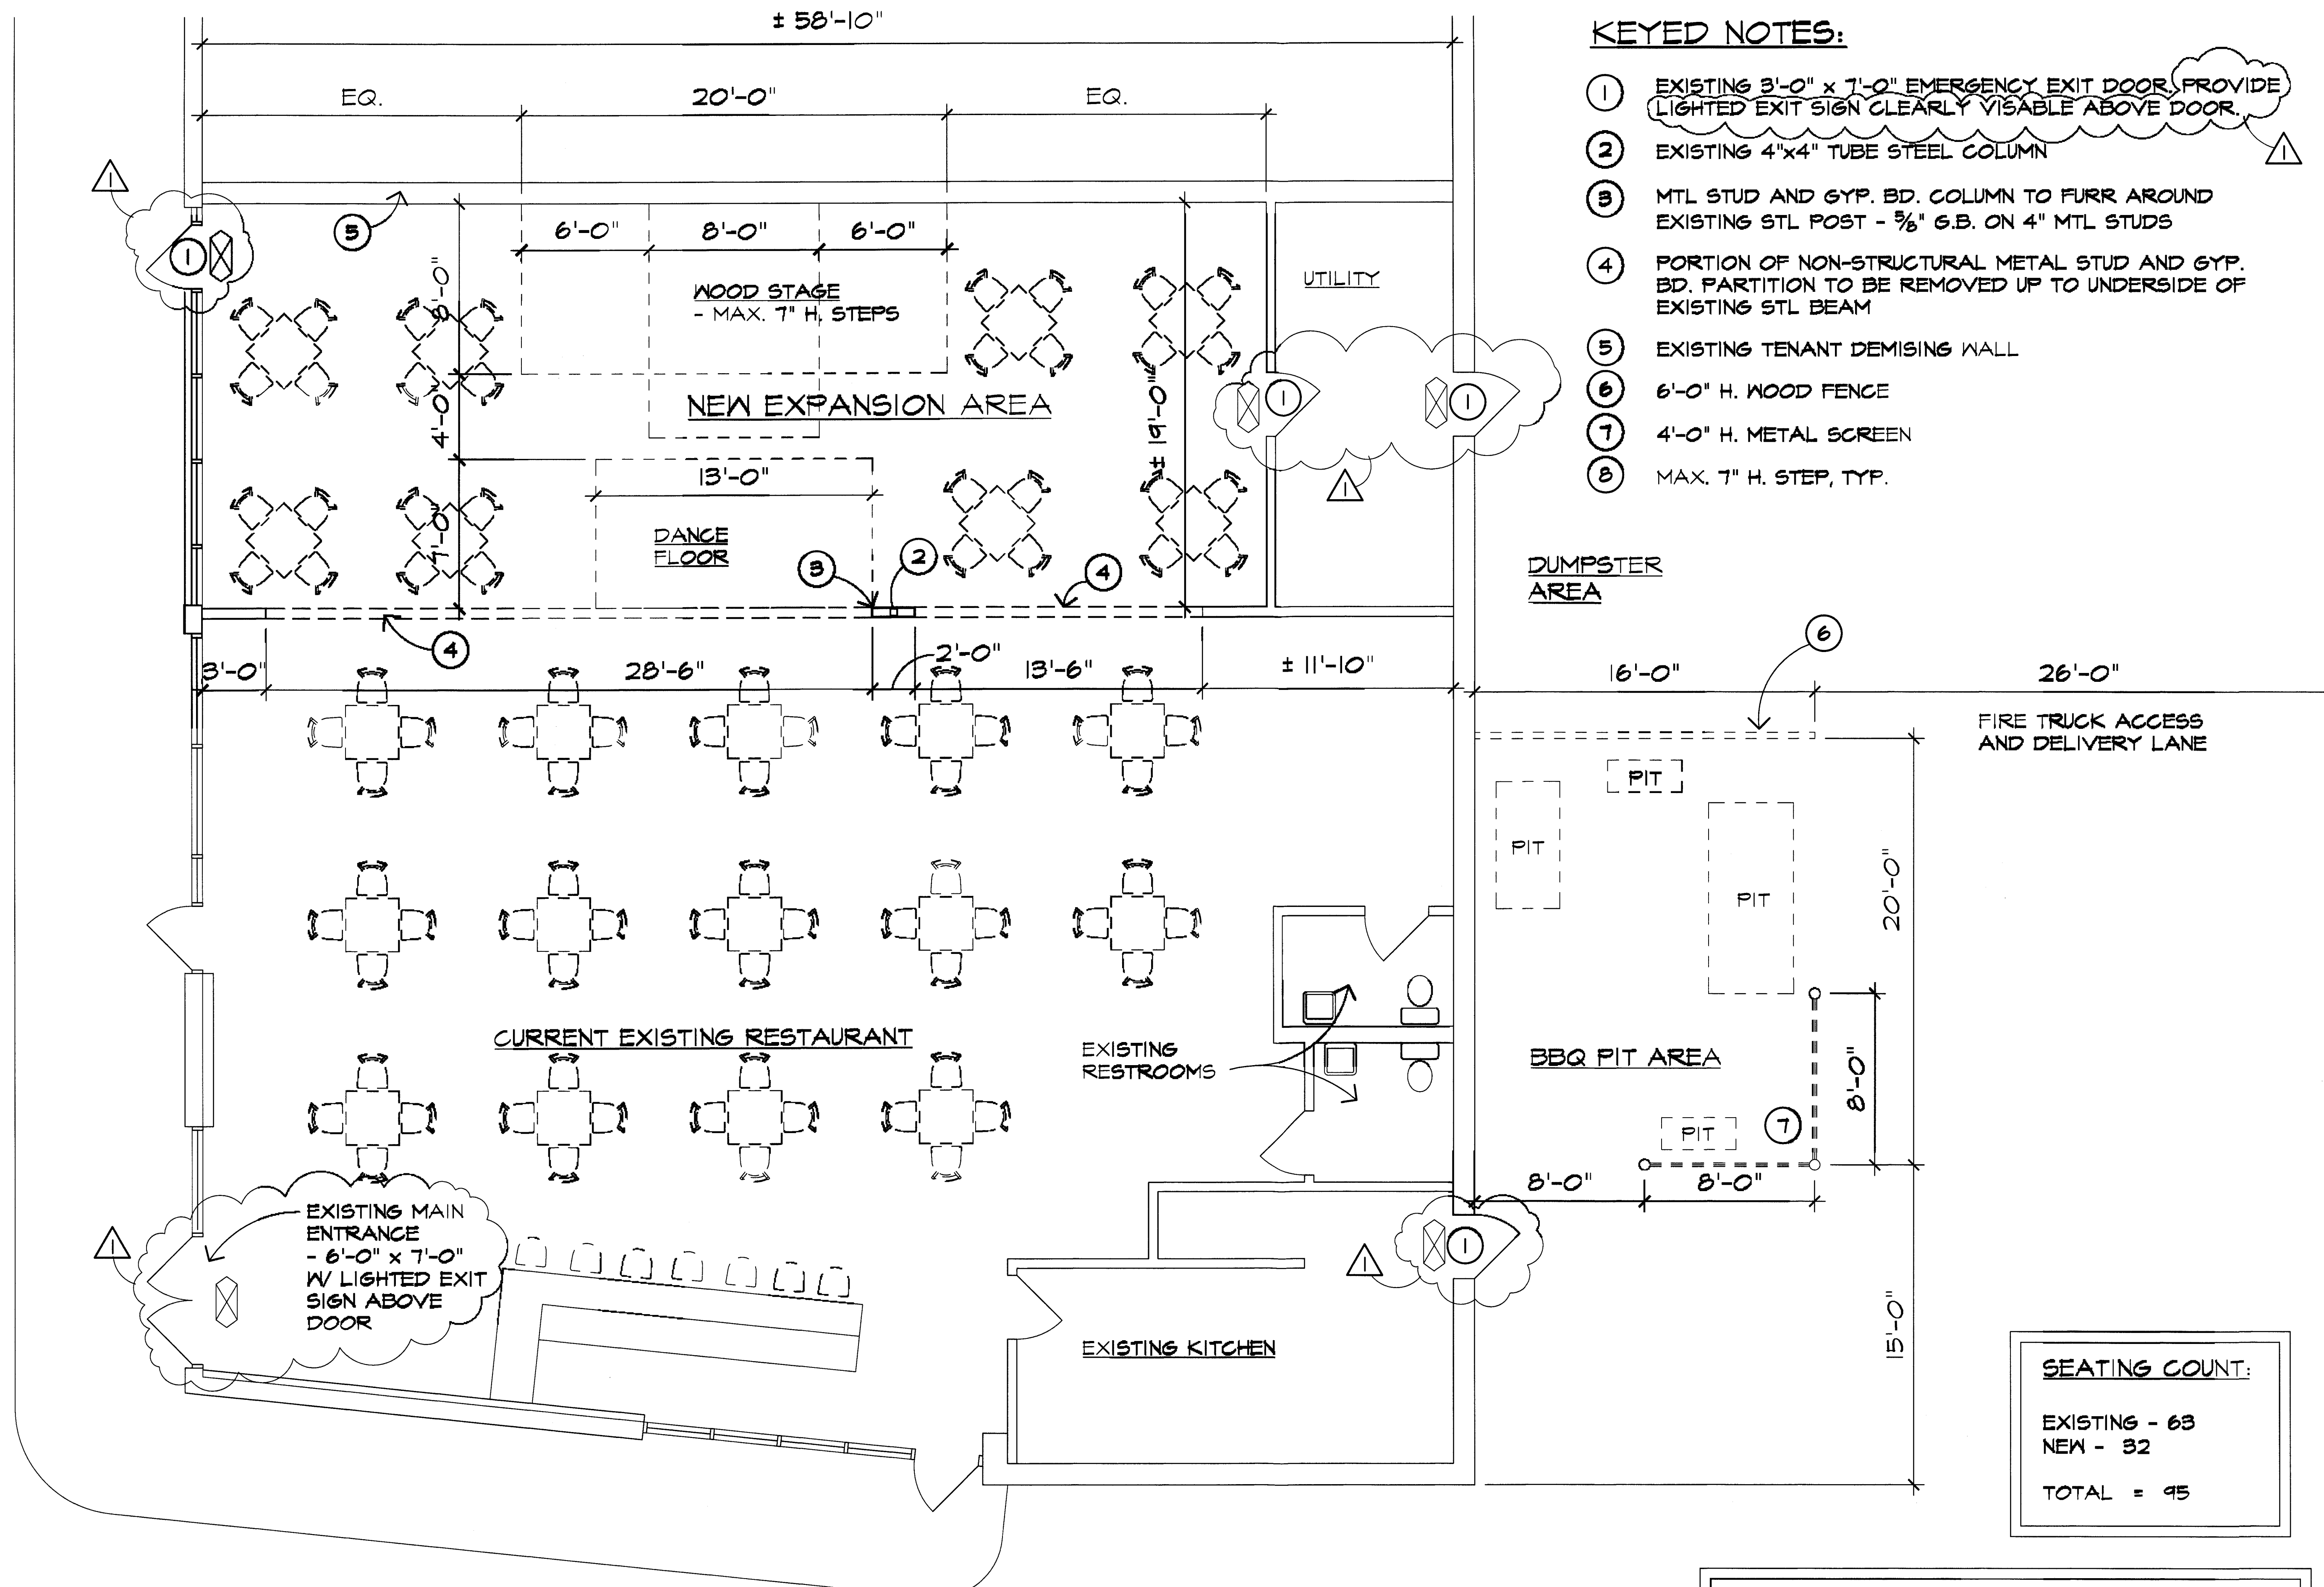 ± 58'-10"
EQ.
20'-0"
EQ.
1
5
1
6'-0"
8'-0"
6'-0"
8'-0"
WOOD STAGE
- MAX. 7" H. STEPS
UTILITY
4'-0"
NEW EXPANSION AREA
± 19'-0"
1
1
1
13'-0"
7'-0"
DANCE
FLOOR
3
2
4
4
3'-0"
28'-6"
2'-0"
13'-6"
± 11'-10"
CURRENT EXISTING RESTAURANT
EXISTING
RESTROOMS
1
EXISTING MAIN
ENTRANCE
- 6'-0" x 7'-0"
W/ LIGHTED EXIT
SIGN ABOVE
DOOR
EXISTING KITCHEN
1
1
KEYED NOTES:
1 EXISTING 3'-0" x 7'-0" EMERGENCY EXIT DOOR. PROVIDE
LIGHTED EXIT SIGN CLEARLY VISABLE ABOVE DOOR.
1
2 EXISTING 4"x4" TUBE STEEL COLUMN
3 MTL STUD AND GYP. BD. COLUMN TO FURR AROUND
EXISTING STL POST - 5/8" G.B. ON 4" MTL STUDS
4 PORTION OF NON-STRUCTURAL METAL STUD AND GYP.
BD. PARTITION TO BE REMOVED UP TO UNDERSIDE OF
EXISTING STL BEAM
5 EXISTING TENANT DEMISING WALL
6 6'-0" H. WOOD FENCE
7 4'-0" H. METAL SCREEN
8 MAX. 7" H. STEP, TYP.
DUMPSTER
AREA
6
16'-0"
26'-0"
FIRE TRUCK ACCESS
AND DELIVERY LANE
PIT
PIT
PIT
20'-0"
BBQ PIT AREA
8'-0"
PIT
7
8'-0"
8'-0"
15'-0"
SEATING COUNT:
EXISTING - 63
NEW - 32
TOTAL = 95